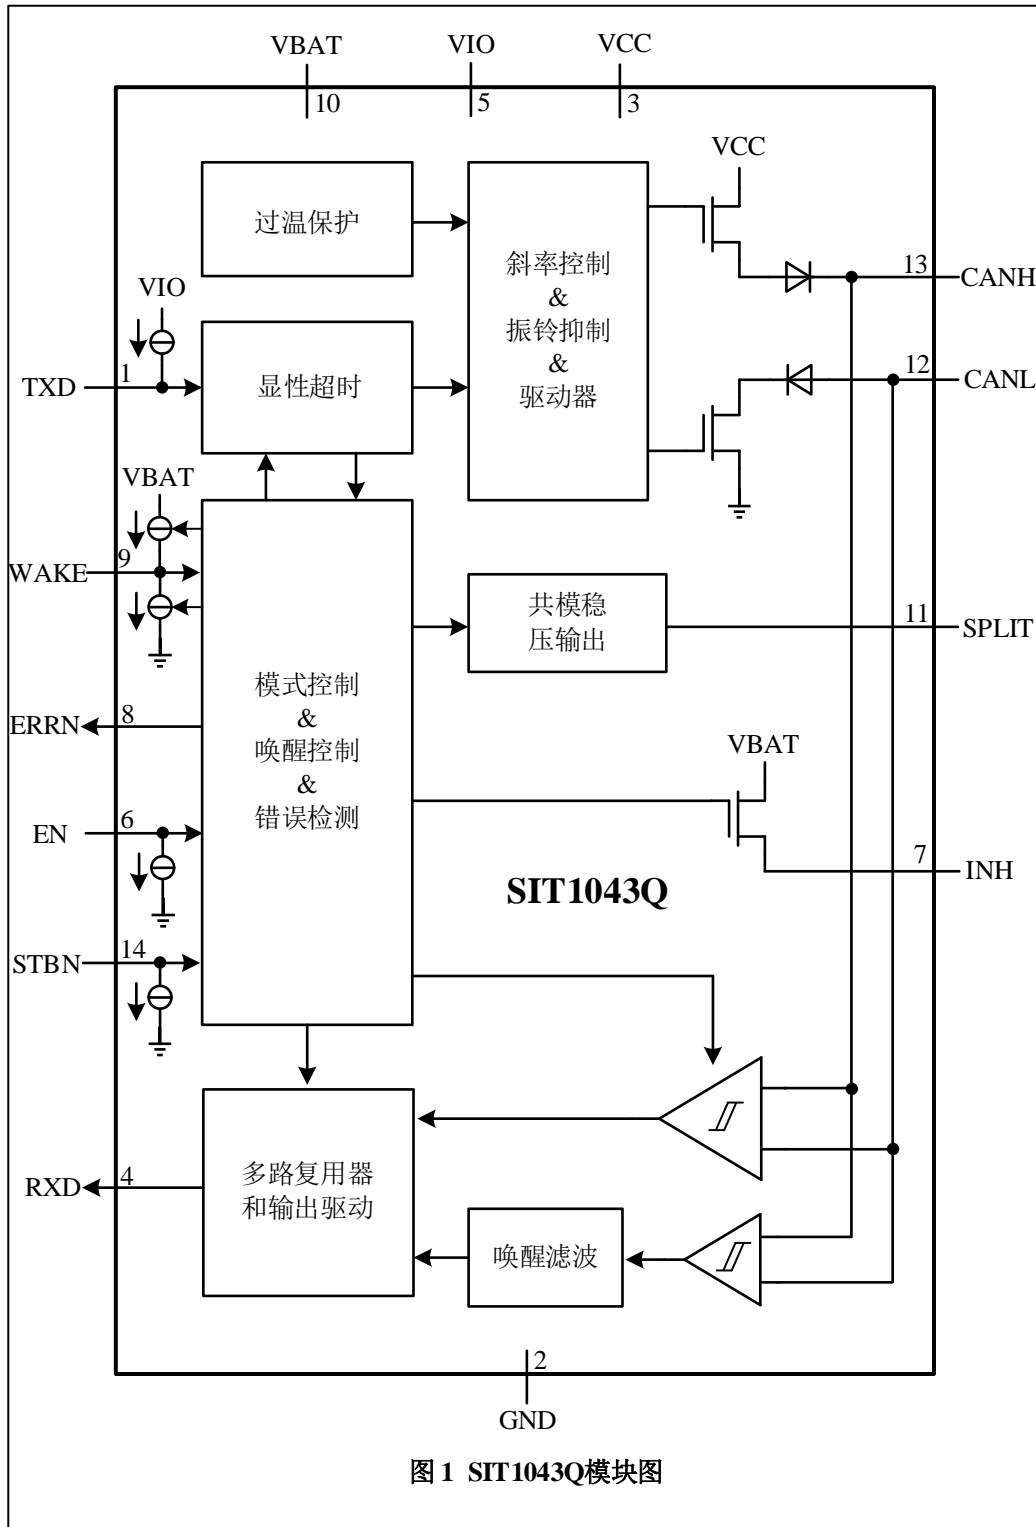 VBAT
VIO
VCC
10
5
3
VCC
过温保护
斜率控制
&
振铃抑制
&
驱动器
13
CANH
VIO
12
TXD
1
显性超时
CANL
VBAT
9
WAKE
共模稳
压输出
11
SPLIT
模式控制
&
唤醒控制
&
错误检测
8
ERRN
VBAT
6
EN
7
INH
SIT1043Q
14
STBN
4
RXD
多路复用器
和输出驱动
唤醒滤波
2
GND
图 1 SIT1043Q模块图